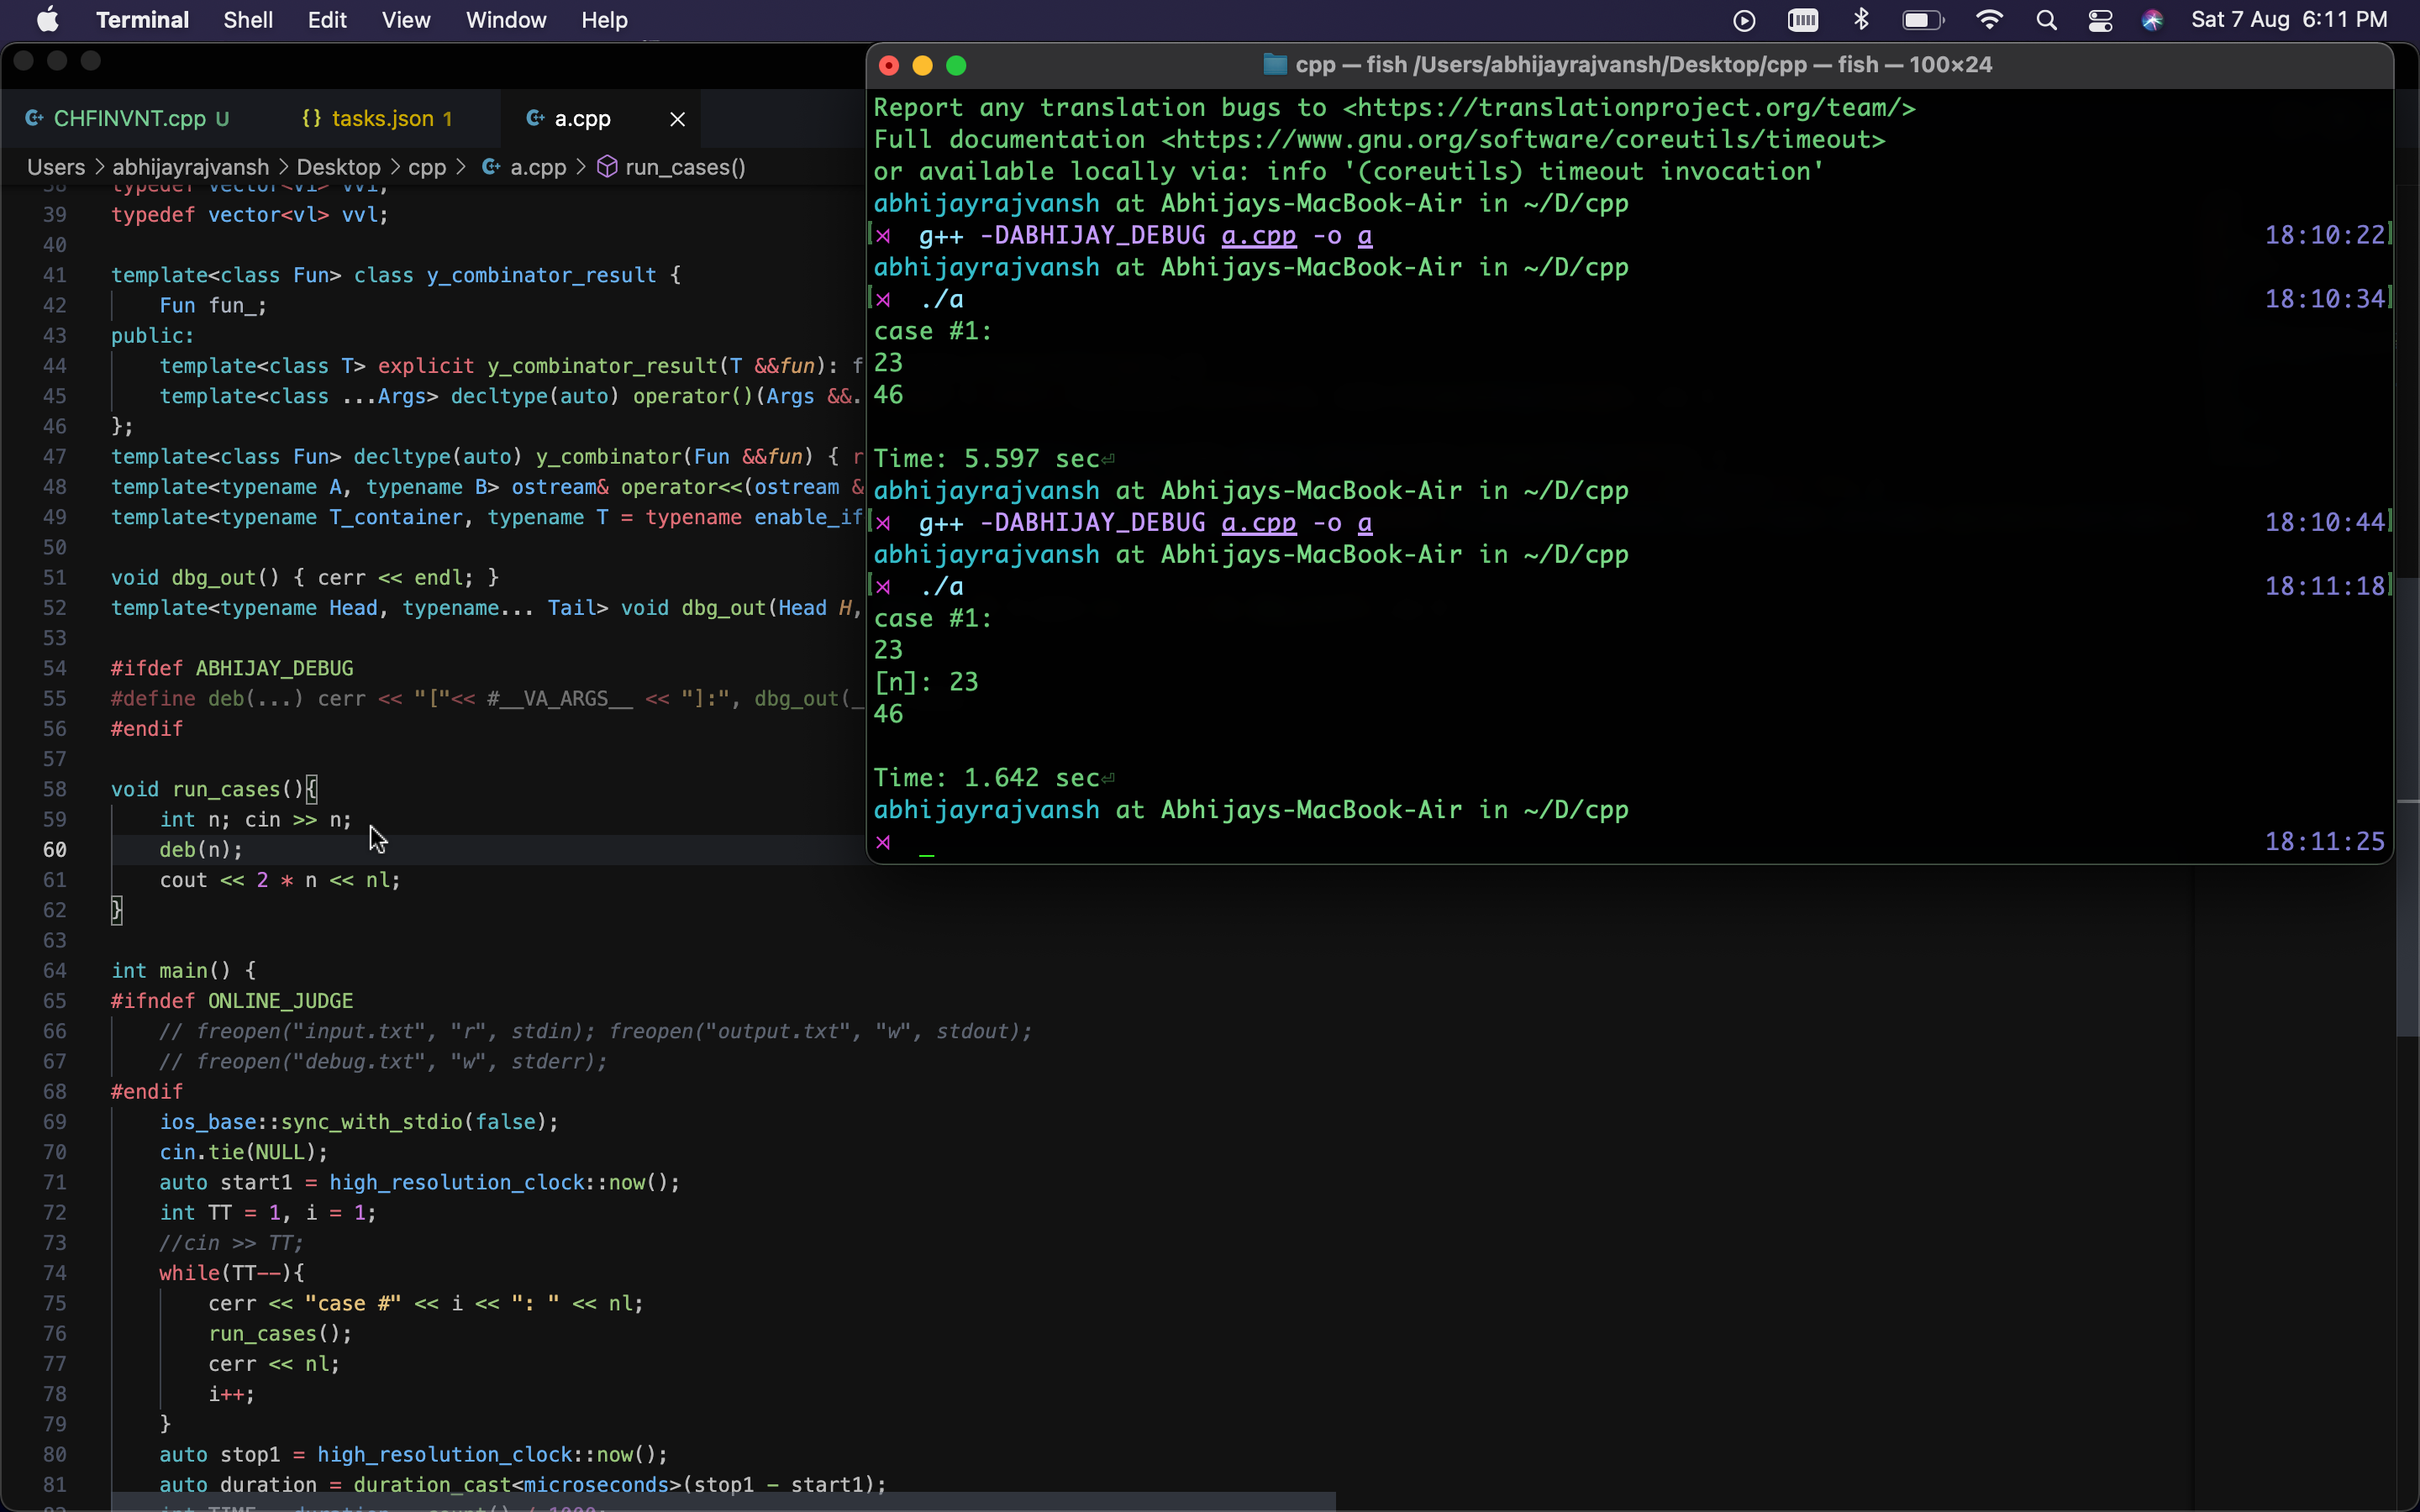 Terminal Shell Edit View Window Help Sat 7 Aug 6:11 PM
CHFINVNT.cpp U {} tasks.json 1 a.cpp
Users > abhijayrajvansh > Desktop > cpp > a.cpp > run_cases()
38 typedef vector<vi> vvi;
39 typedef vector<vl> vvl;
40
41 template<class Fun> class y_combinator_result {
42 Fun fun_;
43 public:
44 template<class T> explicit y_combinator_result(T &&fun): f
45 template<class ...Args> decltype(auto) operator()(Args &&.
46 };
47 template<class Fun> decltype(auto) y_combinator(Fun &&fun) { r
48 template<typename A, typename B> ostream& operator<<(ostream &
49 template<typename T_container, typename T = typename enable_if
50
51 void dbg_out() { cerr << endl; }
52 template<typename Head, typename... Tail> void dbg_out(Head H,
53
54 #ifdef ABHIJAY_DEBUG
55 #define deb(...) cerr << "["<< #__VA_ARGS__ << "]:", dbg_out(_
56 #endif
57
58 void run_cases(){
59 int n; cin >> n;
60 deb(n);
61 cout << 2 * n << nl;
62 }
63
64 int main() {
65 #ifndef ONLINE_JUDGE
66 // freopen("input.txt", "r", stdin); freopen("output.txt", "w", stdout);
67 // freopen("debug.txt", "w", stderr);
68 #endif
69 ios_base::sync_with_stdio(false);
70 cin.tie(NULL);
71 auto start1 = high_resolution_clock::now();
72 int TT = 1, i = 1;
73 //cin >> TT;
74 while(TT--){
75 cerr << "case #" << i << ": " << nl;
76 run_cases();
77 cerr << nl;
78 i++;
79 }
80 auto stop1 = high_resolution_clock::now();
81 auto duration = duration_cast<microseconds>(stop1 - start1);
cpp — fish /Users/abhijayrajvansh/Desktop/cpp — fish — 100×24
Report any translation bugs to <https://translationproject.org/team/>
Full documentation <https://www.gnu.org/software/coreutils/timeout>
or available locally via: info '(coreutils) timeout invocation'
abhijayrajvansh at Abhijays-MacBook-Air in ~/D/cpp
⋊ g++ -DABHIJAY_DEBUG a.cpp -o a 18:10:22
abhijayrajvansh at Abhijays-MacBook-Air in ~/D/cpp
⋊ ./a 18:10:34
case #1:
23
46
Time: 5.597 sec⏎
abhijayrajvansh at Abhijays-MacBook-Air in ~/D/cpp
⋊ g++ -DABHIJAY_DEBUG a.cpp -o a 18:10:44
abhijayrajvansh at Abhijays-MacBook-Air in ~/D/cpp
⋊ ./a 18:11:18
case #1:
23
[n]: 23
46
Time: 1.642 sec⏎
abhijayrajvansh at Abhijays-MacBook-Air in ~/D/cpp
⋊ _ 18:11:25